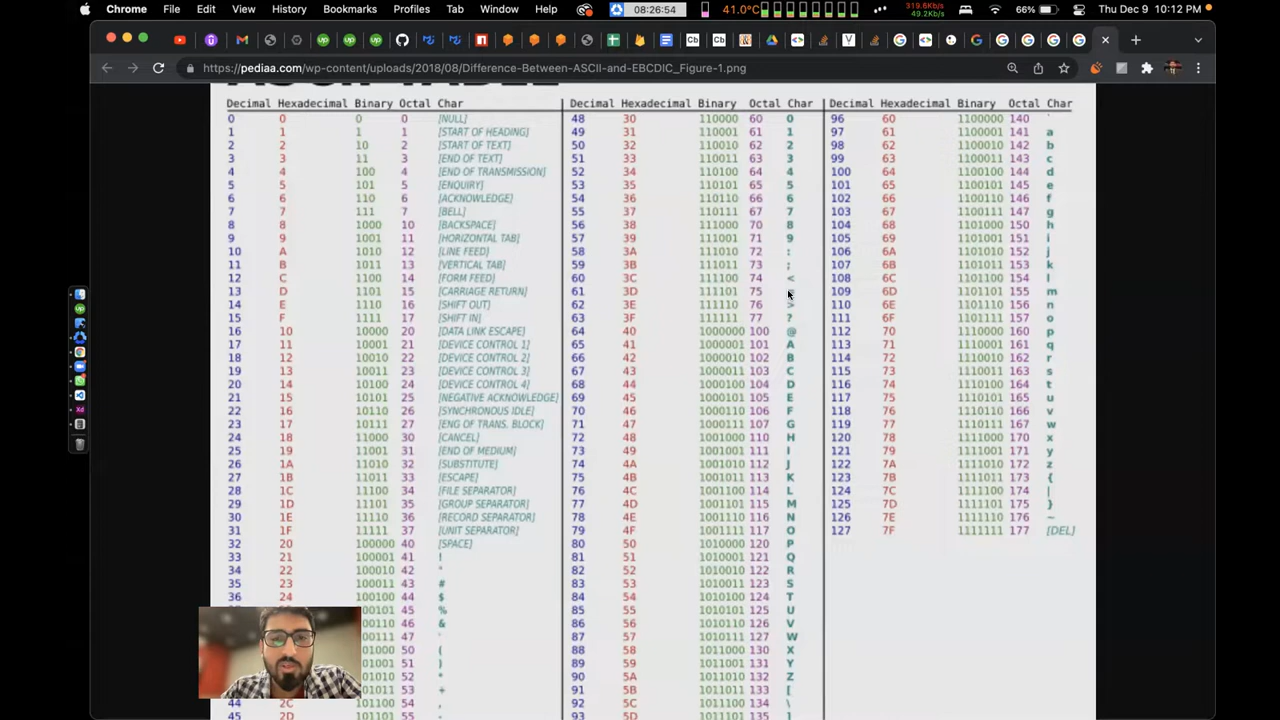 Chrome File Edit View History Bookmarks Profiles Tab Window Help 08:26:54 41.0°C 319.6Kb/s 49.2Kb/s 66% Thu Dec 9 10:12 PM
https://pediaa.com/wp-content/uploads/2018/08/Difference-Between-ASCII-and-EBCDIC_Figure-1.png
Decimal Hexadecimal Binary Octal Char Decimal Hexadecimal Binary Octal Char Decimal Hexadecimal Binary Octal Char
0 0 0 0 [NULL] 48 30 110000 60 0 96 60 1100000 140 `
1 1 1 1 [START OF HEADING] 49 31 110001 61 1 97 61 1100001 141 a
2 2 10 2 [START OF TEXT] 50 32 110010 62 2 98 62 1100010 142 b
3 3 11 3 [END OF TEXT] 51 33 110011 63 3 99 63 1100011 143 c
4 4 100 4 [END OF TRANSMISSION] 52 34 110100 64 4 100 64 1100100 144 d
5 5 101 5 [ENQUIRY] 53 35 110101 65 5 101 65 1100101 145 e
6 6 110 6 [ACKNOWLEDGE] 54 36 110110 66 6 102 66 1100110 146 f
7 7 111 7 [BELL] 55 37 110111 67 7 103 67 1100111 147 g
8 8 1000 10 [BACKSPACE] 56 38 111000 70 8 104 68 1101000 150 h
9 9 1001 11 [HORIZONTAL TAB] 57 39 111001 71 9 105 69 1101001 151 i
10 A 1010 12 [LINE FEED] 58 3A 111010 72 : 106 6A 1101010 152 j
11 B 1011 13 [VERTICAL TAB] 59 3B 111011 73 ; 107 6B 1101011 153 k
12 C 1100 14 [FORM FEED] 60 3C 111100 74 < 108 6C 1101100 154 l
13 D 1101 15 [CARRIAGE RETURN] 61 3D 111101 75 109 6D 1101101 155 m
14 E 1110 16 [SHIFT OUT] 62 3E 111110 76 > 110 6E 1101110 156 n
15 F 1111 17 [SHIFT IN] 63 3F 111111 77 ? 111 6F 1101111 157 o
16 10 10000 20 [DATA LINK ESCAPE] 64 40 1000000 100 @ 112 70 1110000 160 p
17 11 10001 21 [DEVICE CONTROL 1] 65 41 1000001 101 A 113 71 1110001 161 q
18 12 10010 22 [DEVICE CONTROL 2] 66 42 1000010 102 B 114 72 1110010 162 r
19 13 10011 23 [DEVICE CONTROL 3] 67 43 1000011 103 C 115 73 1110011 163 s
20 14 10100 24 [DEVICE CONTROL 4] 68 44 1000100 104 D 116 74 1110100 164 t
21 15 10101 25 [NEGATIVE ACKNOWLEDGE] 69 45 1000101 105 E 117 75 1110101 165 u
22 16 10110 26 [SYNCHRONOUS IDLE] 70 46 1000110 106 F 118 76 1110110 166 v
23 17 10111 27 [ENG OF TRANS. BLOCK] 71 47 1000111 107 G 119 77 1110111 167 w
24 18 11000 30 [CANCEL] 72 48 1001000 110 H 120 78 1111000 170 x
25 19 11001 31 [END OF MEDIUM] 73 49 1001001 111 I 121 79 1111001 171 y
26 1A 11010 32 [SUBSTITUTE] 74 4A 1001010 112 J 122 7A 1111010 172 z
27 1B 11011 33 [ESCAPE] 75 4B 1001011 113 K 123 7B 1111011 173 {
28 1C 11100 34 [FILE SEPARATOR] 76 4C 1001100 114 L 124 7C 1111100 174 |
29 1D 11101 35 [GROUP SEPARATOR] 77 4D 1001101 115 M 125 7D 1111101 175 }
30 1E 11110 36 [RECORD SEPARATOR] 78 4E 1001110 116 N 126 7E 1111110 176 ~
31 1F 11111 37 [UNIT SEPARATOR] 79 4F 1001111 117 O 127 7F 1111111 177 [DEL]
32 20 100000 40 [SPACE] 80 50 1010000 120 P
33 21 100001 41 ! 81 51 1010001 121 Q
34 22 100010 42 " 82 52 1010010 122 R
35 23 100011 43 # 83 53 1010011 123 S
36 24 100100 44 $ 84 54 1010100 124 T
00101 45 % 85 55 1010101 125 U
00110 46 & 86 56 1010110 126 V
00111 47 ' 87 57 1010111 127 W
01000 50 ( 88 58 1011000 130 X
01001 51 ) 89 59 1011001 131 Y
01010 52 * 90 5A 1011010 132 Z
01011 53 + 91 5B 1011011 133 [
44 2C 101100 54 , 92 5C 1011100 134 \
45 2D 101101 55 - 93 5D 1011101 135 ]